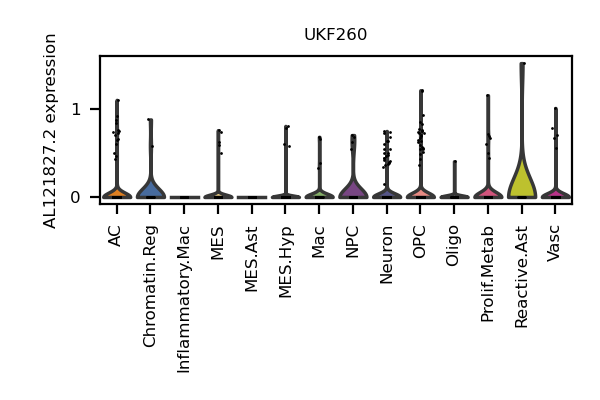 UKF260
AL121827.2 expression
1
0
AC
Chromatin.Reg
Inflammatory.Mac
MES
MES.Ast
MES.Hyp
Mac
NPC
Neuron
OPC
Oligo
Prolif.Metab
Reactive.Ast
Vasc